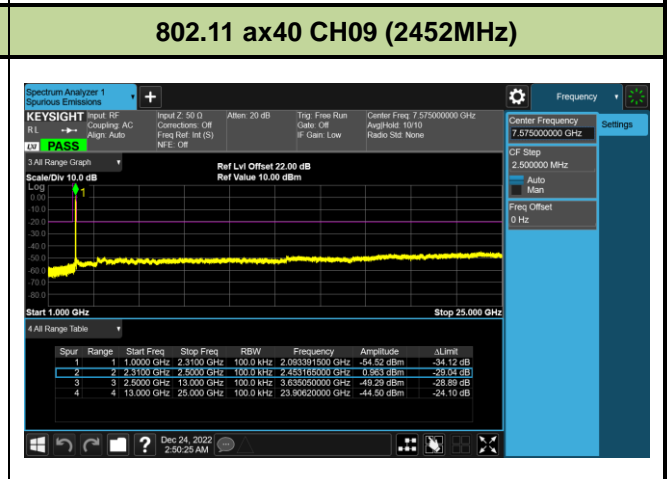 802.11 ax40 CH09 (2452MHz)
Spectrum Analyzer 1
Spurious Emissions
Frequency
KEYSIGHT Input: RF Input Z: 50 Ω Atten: 20 dB Trig: Free Run Center Freq: 7.575000000 GHz
RL Coupling: AC Corrections: Off Gate: Off Avg|Hold: 10/10
Align: Auto Freq Ref: Int (S) IF Gain: Low Radio Std: None
LXI PASS NFE: Off
Center Frequency
7.575000000 GHz
Settings
CF Step
2.500000 MHz
Auto
Man
Freq Offset
0 Hz
3 All Range Graph
Ref Lvl Offset 22.00 dB
Scale/Div 10.0 dB Ref Value 10.00 dBm
Log
1
0.00
-10.0
-20.0
-30.0
-40.0
-50.0
-60.0
-70.0
-80.0
Start 1.000 GHz Stop 25.000 GHz
4 All Range Table
Spur Range Start Freq Stop Freq RBW Frequency Amplitude ΔLimit
1 1 1.0000 GHz 2.3100 GHz 100.0 kHz 2.093391500 GHz -54.52 dBm -34.12 dB
2 2 2.3100 GHz 2.5000 GHz 100.0 kHz 2.453165000 GHz 0.963 dBm -29.04 dB
3 3 2.5000 GHz 13.000 GHz 100.0 kHz 3.635050000 GHz -49.29 dBm -28.89 dB
4 4 13.000 GHz 25.000 GHz 100.0 kHz 23.90620000 GHz -44.50 dBm -24.10 dB
? Dec 24, 2022
2:50:25 AM